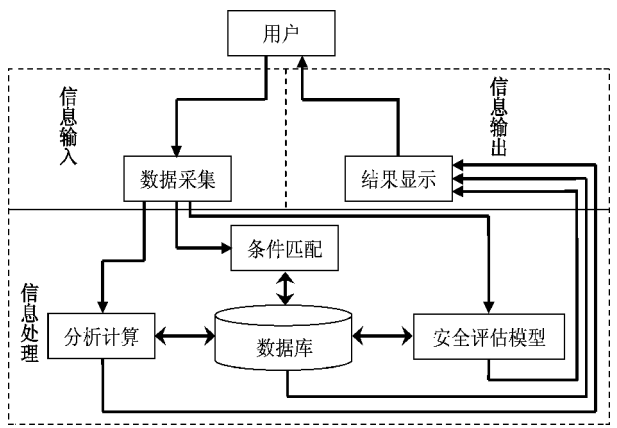 用户
信息输入
信息输出
数据采集
结果显示
条件匹配
信息处理
分析计算
数据库
安全评估模型